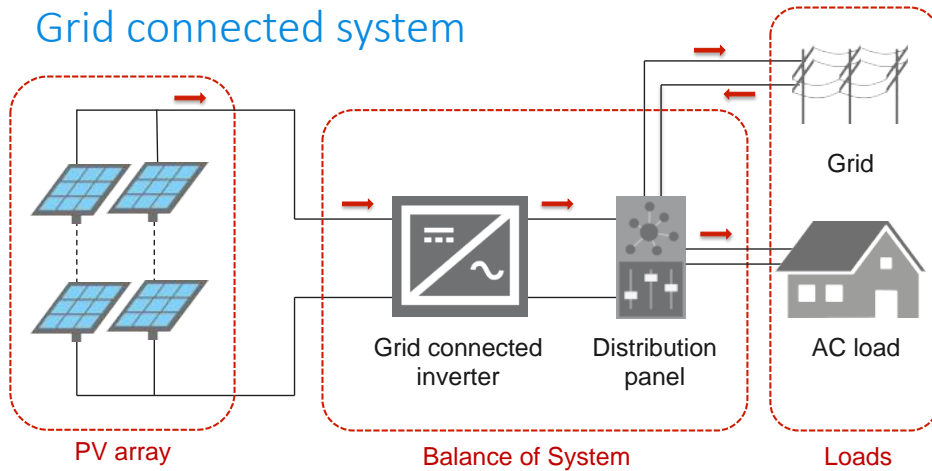 Grid connected system
Grid
Grid connected
inverter
Distribution
panel
AC load
PV array
Balance of System
Loads